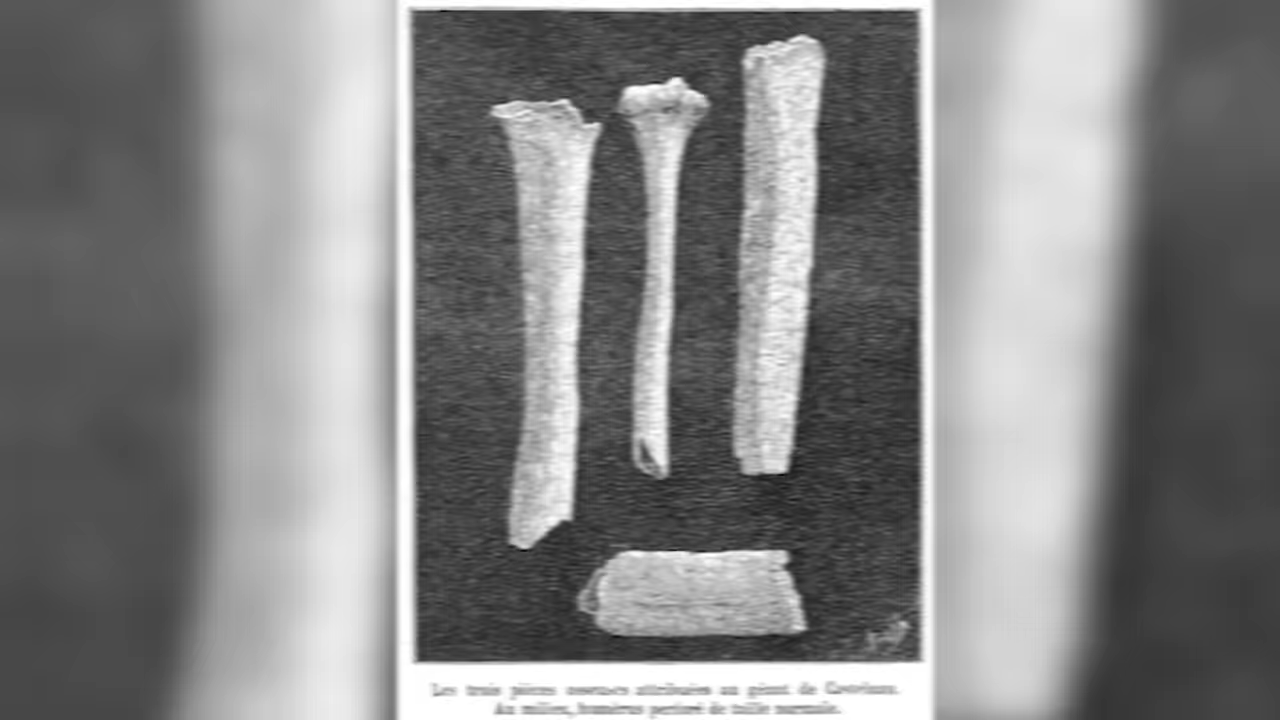 Les trois pièces osseuses attribuées au géant de Castelnau.
Au milieu, humérus de taille normale.